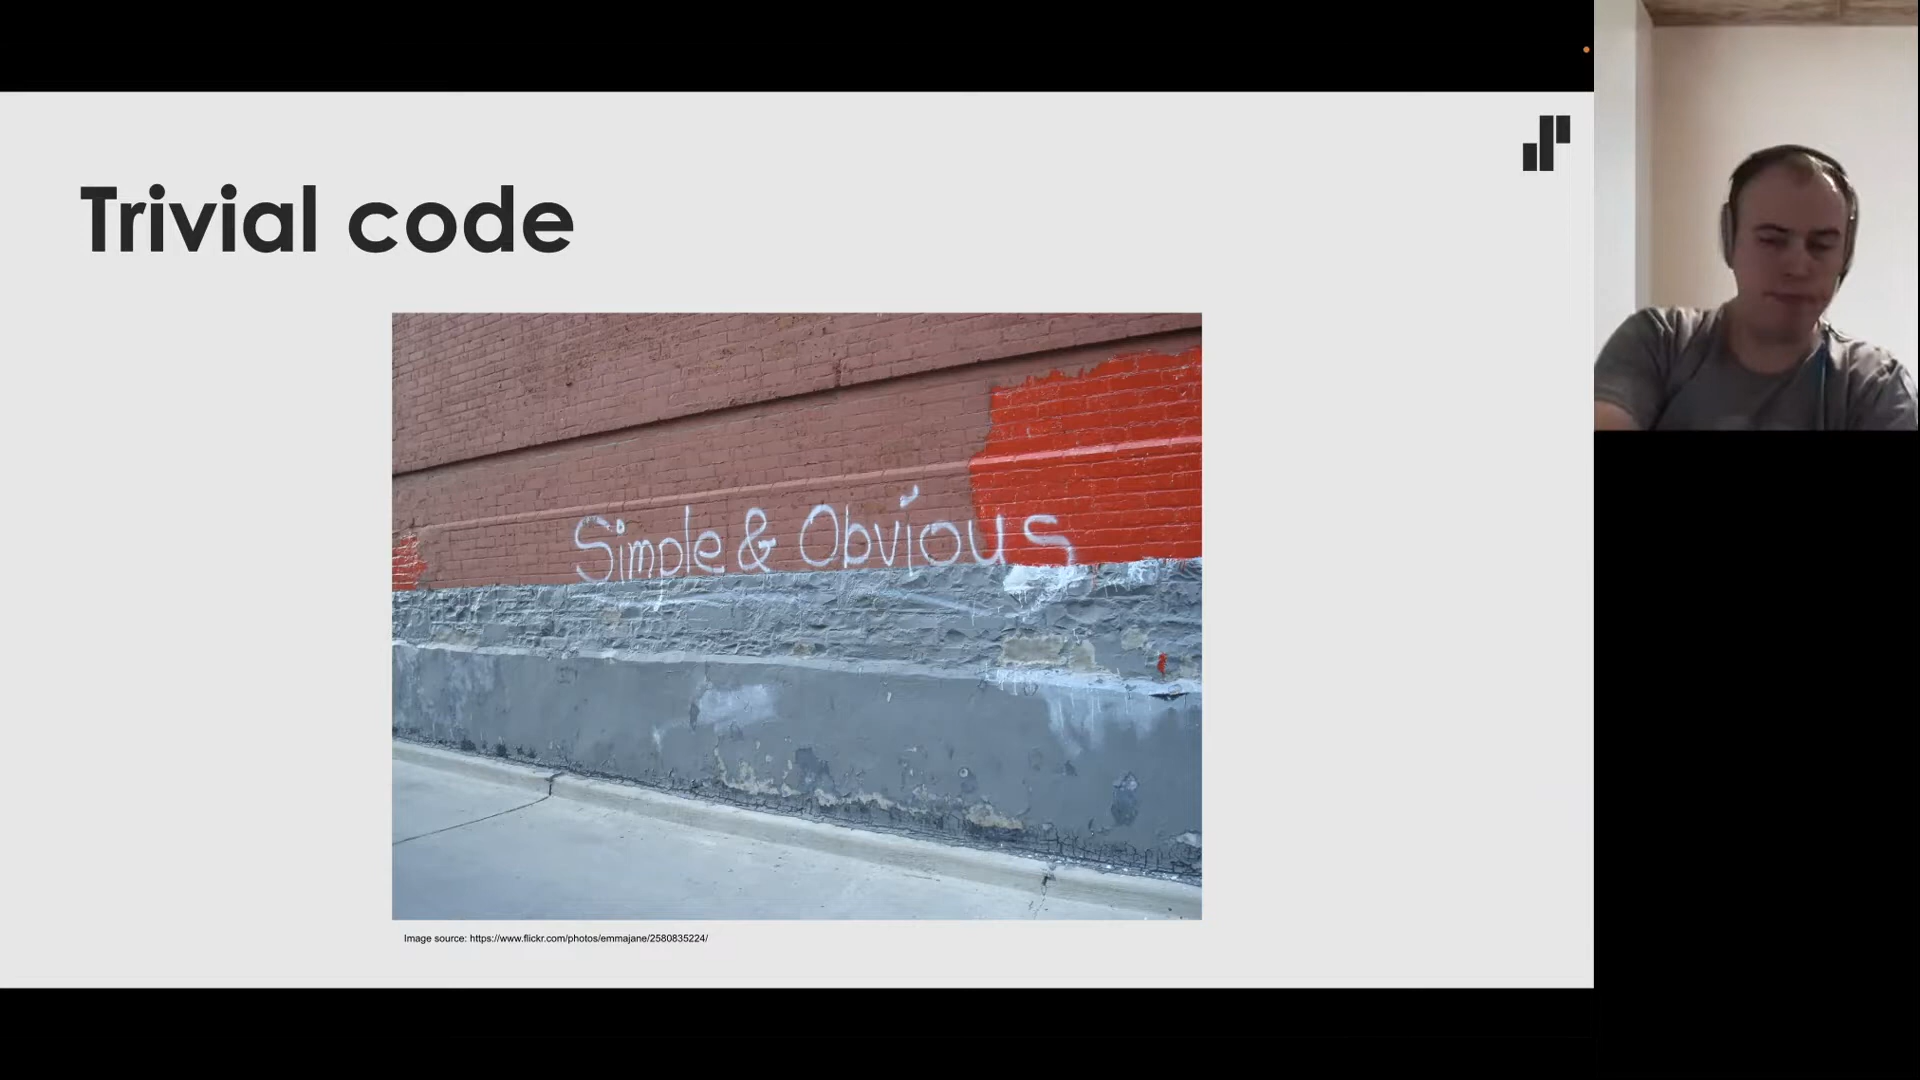 Trivial code
Simple & Obvious
Image source: https://www.flickr.com/photos/emmajane/2580835224/